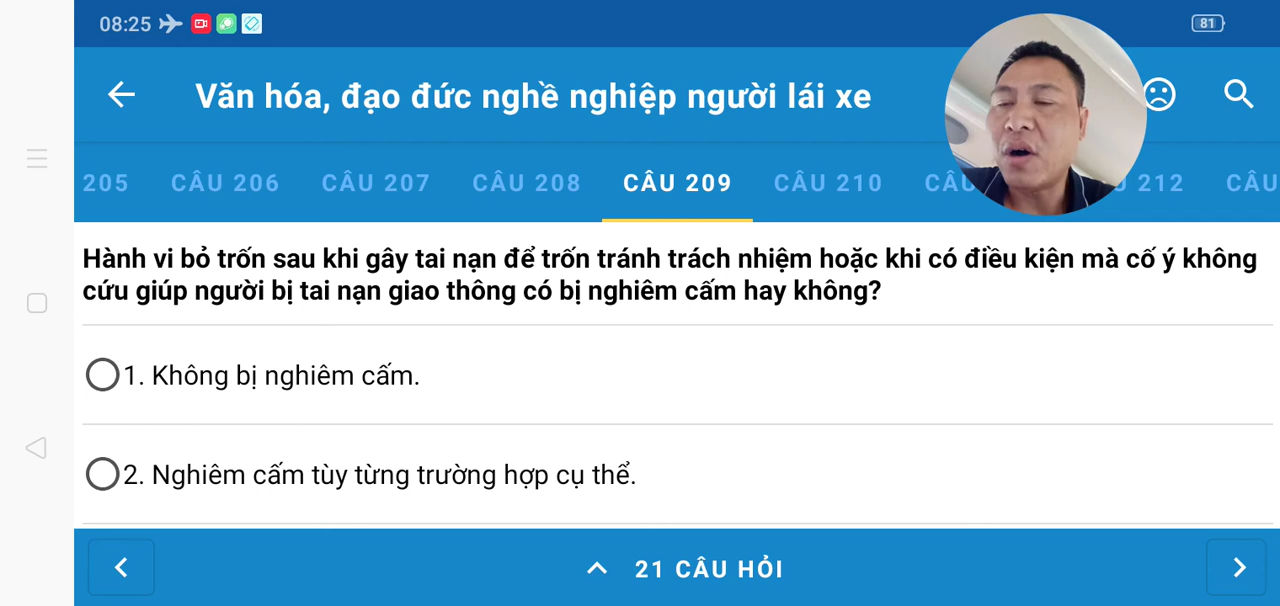 08:25
81
Văn hóa, đạo đức nghề nghiệp người lái xe
205 CÂU 206 CÂU 207 CÂU 208 CÂU 209 CÂU 210 212 CÂU
Hành vi bỏ trốn sau khi gây tai nạn để trốn tránh trách nhiệm hoặc khi có điều kiện mà cố ý không
cứu giúp người bị tai nạn giao thông có bị nghiêm cấm hay không?
1. Không bị nghiêm cấm.
2. Nghiêm cấm tùy từng trường hợp cụ thể.
21 CÂU HỎI